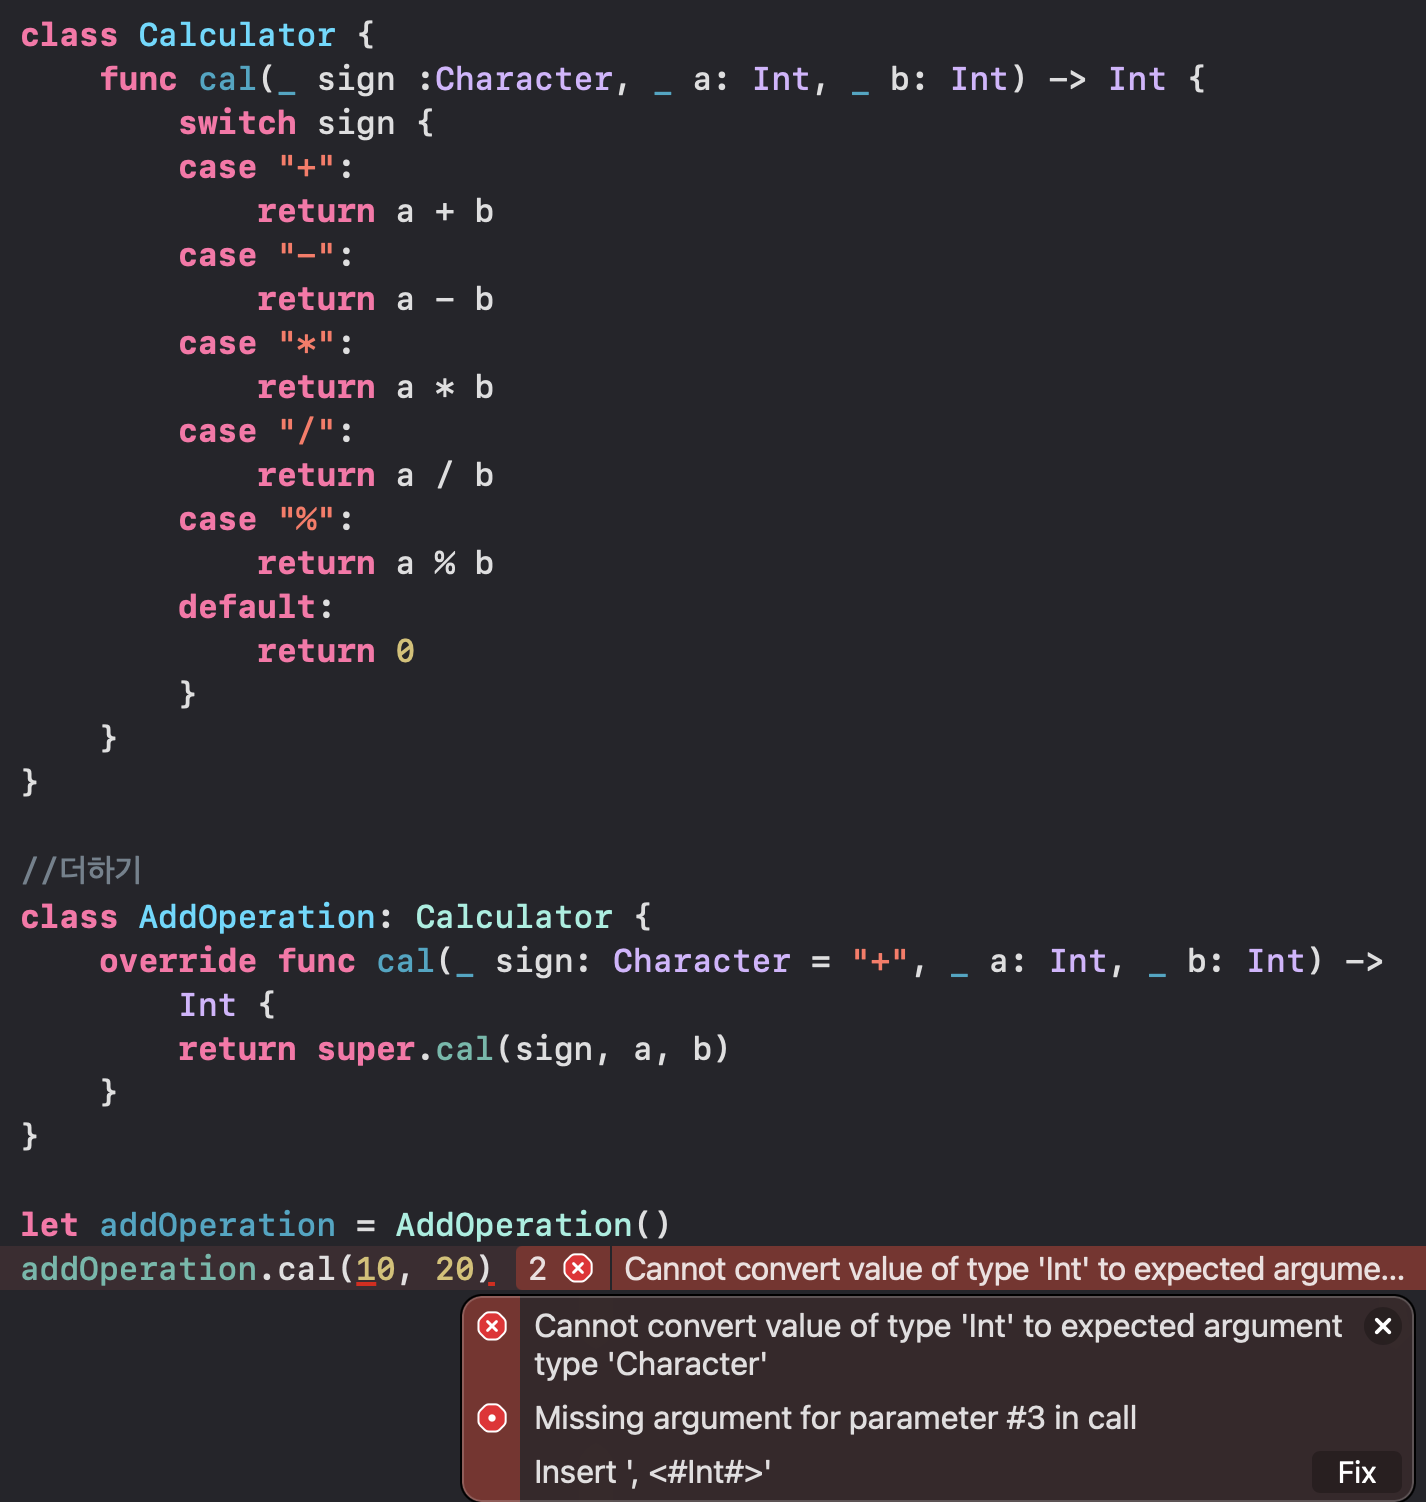 class Calculator {
    func cal(_ sign :Character, _ a: Int, _ b: Int) -> Int {
        switch sign {
        case "+":
            return a + b
        case "-":
            return a - b
        case "*":
            return a * b
        case "/":
            return a / b
        case "%":
            return a % b
        default:
            return 0
        }
    }
}

//더하기
class AddOperation: Calculator {
    override func cal(_ sign: Character = "+", _ a: Int, _ b: Int) ->
        Int {
        return super.cal(sign, a, b)
    }
}

let addOperation = AddOperation()
addOperation.cal(10, 20) 2 Cannot convert value of type 'Int' to expected argume...
Cannot convert value of type 'Int' to expected argument
type 'Character'
Missing argument for parameter #3 in call
Insert ', <#Int#>' Fix